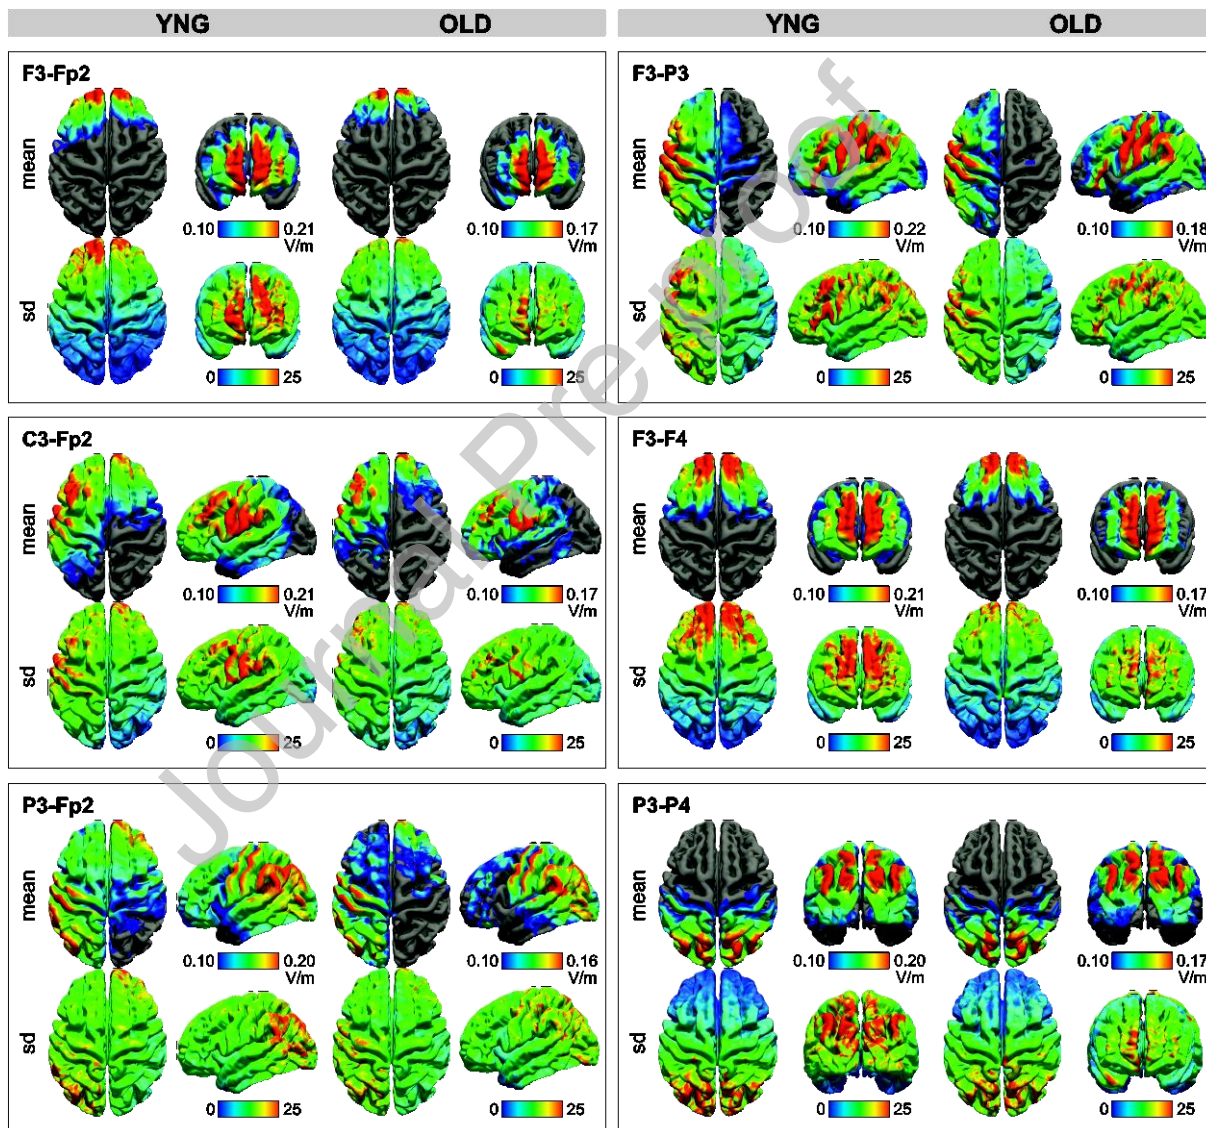 YNG OLD YNG OLD
F3-Fp2
mean
0.10 0.21 V/m
0.10 0.17 V/m
sd
0 25
0 25
F3-P3
mean
0.10 0.22 V/m
0.10 0.18 V/m
sd
0 25
0 25
C3-Fp2
mean
0.10 0.21 V/m
0.10 0.17 V/m
sd
0 25
0 25
F3-F4
mean
0.10 0.21 V/m
0.10 0.17 V/m
sd
0 25
0 25
P3-Fp2
mean
0.10 0.20 V/m
0.10 0.16 V/m
sd
0 25
0 25
P3-P4
mean
0.10 0.20 V/m
0.10 0.17 V/m
sd
0 25
0 25
Journal Pre-proof